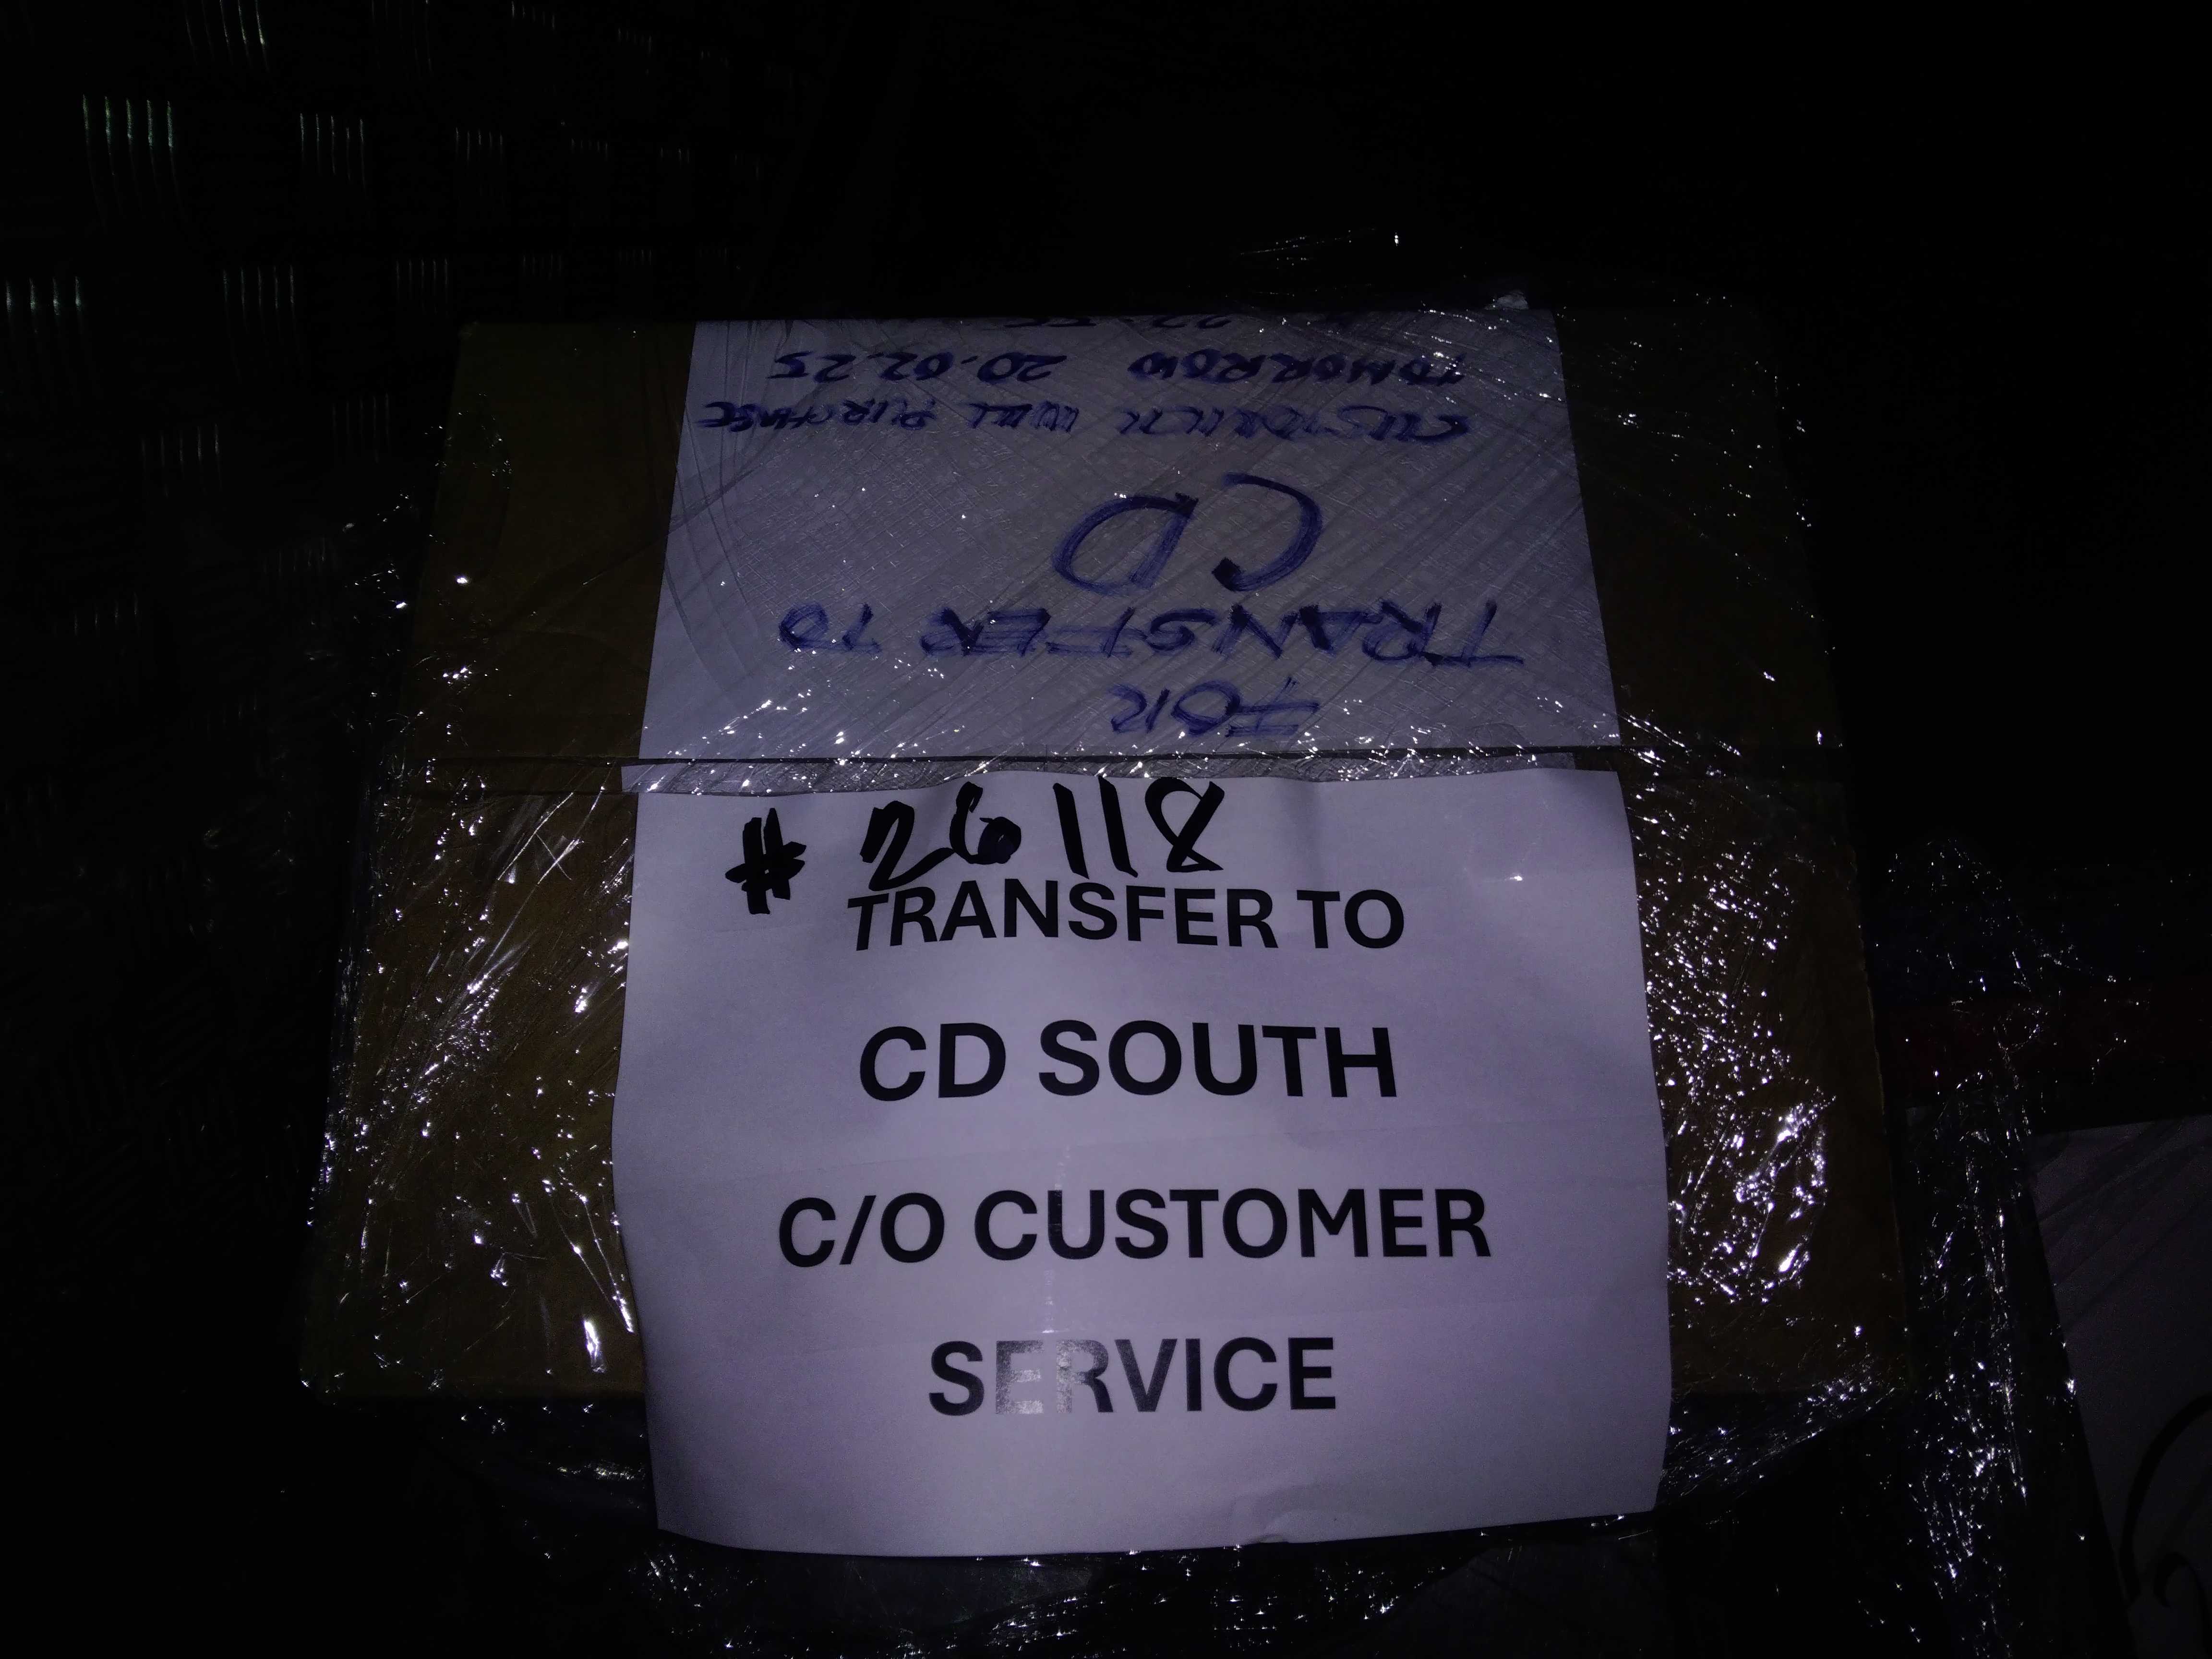 FOR
TRANSFER TO
CD
CUSTOMER WILL PURCHASE
TOMORROW 20.02.25
# 26118
TRANSFER TO
CD SOUTH
C/O CUSTOMER
SERVICE